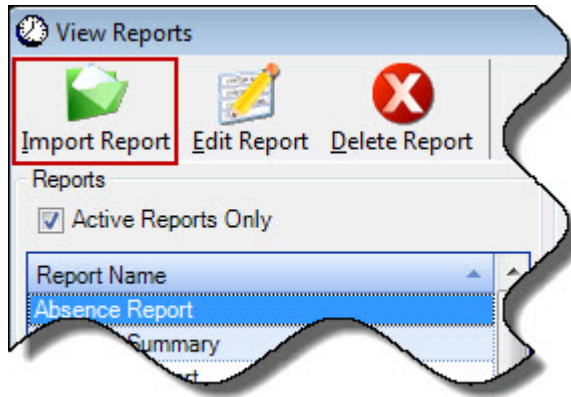 View Reports
Import Report Edit Report Delete Report
Reports
Active Reports Only
Report Name
Absence Report
Summary